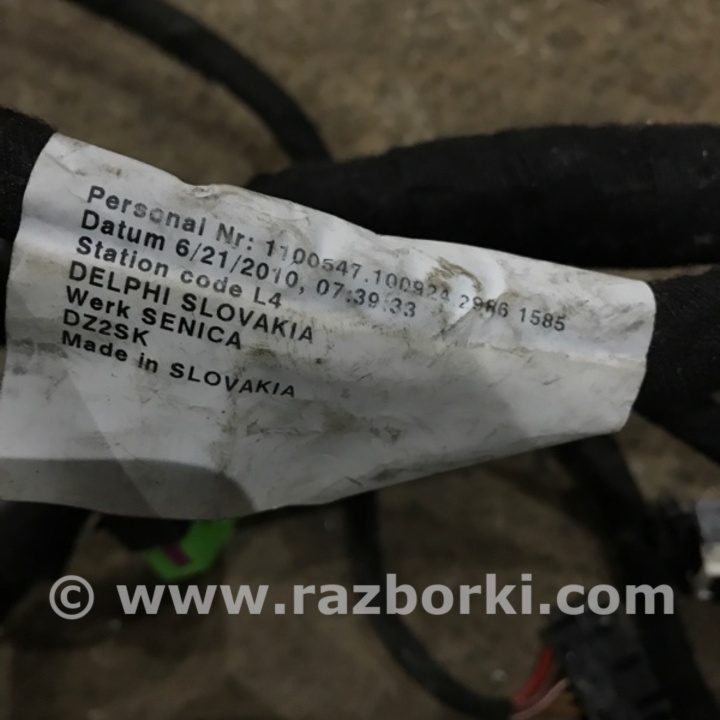 Personal Nr: 1100547.100924 2986 1585
Datum 6/21/2010, 07:39:33
Station code L4
DELPHI SLOVAKIA
Werk SENICA
DZ2SK
Made in SLOVAKIA
© www.razborki.com